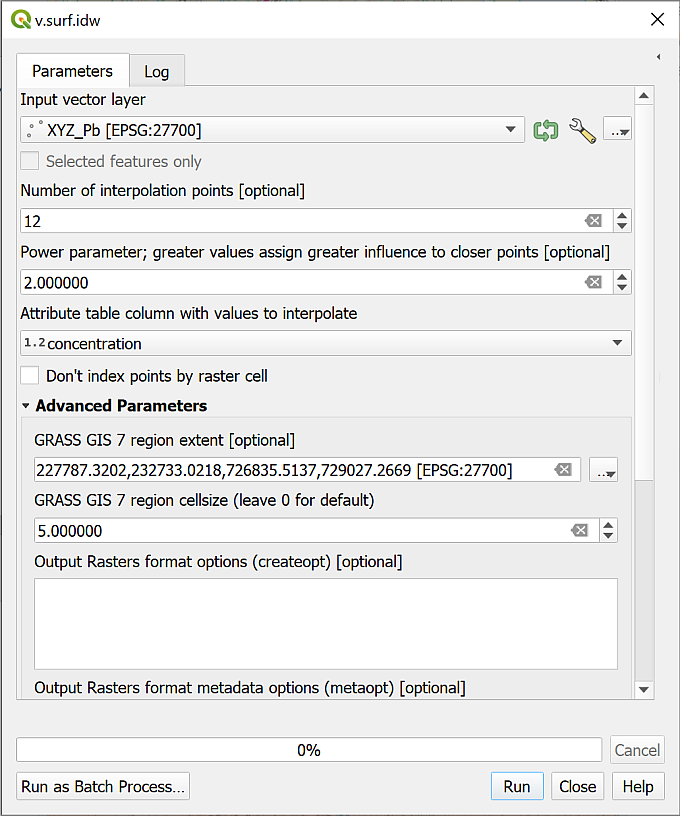 v.surf.idw
Parameters
Log
Input vector layer
XYZ_Pb [EPSG:27700]
...
Selected features only
Number of interpolation points [optional]
12
Power parameter; greater values assign greater influence to closer points [optional]
2.000000
Attribute table column with values to interpolate
1.2 concentration
Don't index points by raster cell
Advanced Parameters
GRASS GIS 7 region extent [optional]
227787.3202,232733.0218,726835.5137,729027.2669 [EPSG:27700]
...
GRASS GIS 7 region cellsize (leave 0 for default)
5.000000
Output Rasters format options (createopt) [optional]
Output Rasters format metadata options (metaopt) [optional]
0%
Cancel
Run as Batch Process...
Run
Close
Help